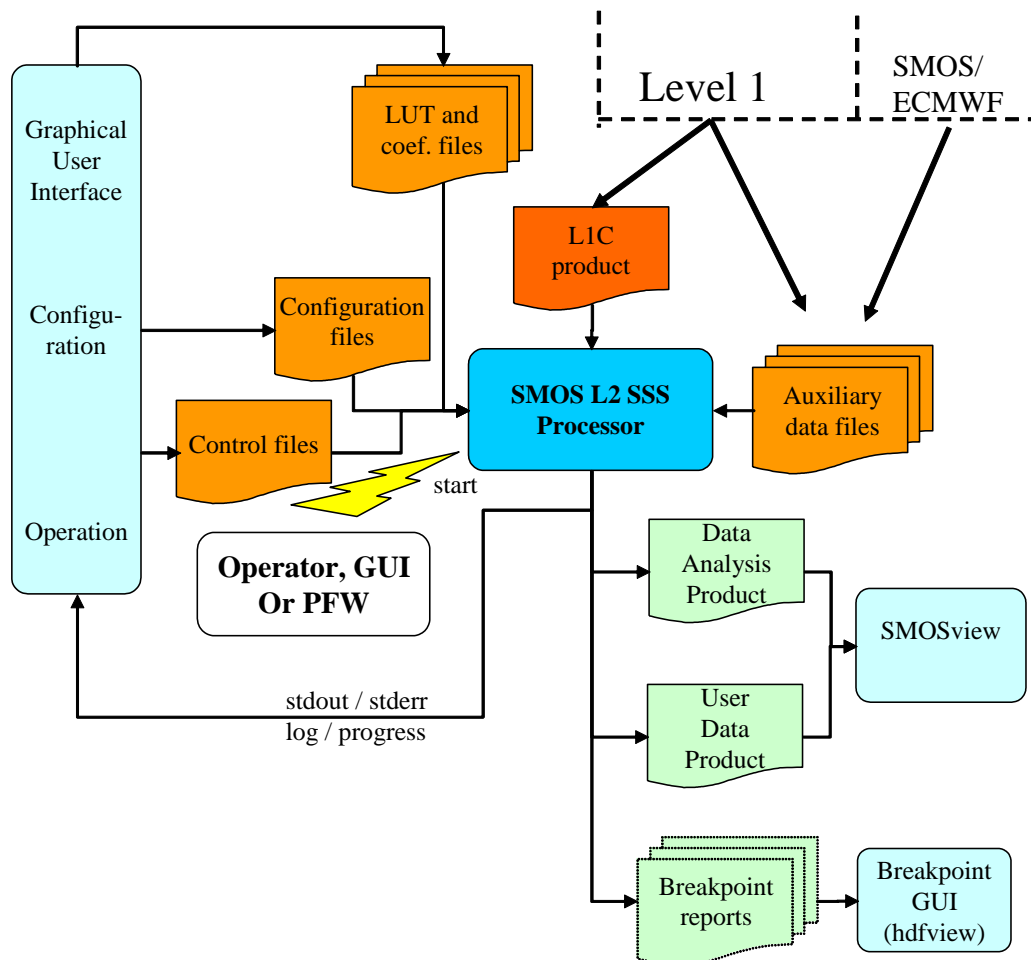 Graphical
User
Interface
Configu-
ration
Operation
LUT and
coef. files
Level 1
SMOS/
ECMWF
L1C
product
Configuration
files
Control files
SMOS L2 SSS
Processor
Auxiliary
data files
start
Operator, GUI
Or PFW
stdout / stderr
log / progress
Data
Analysis
Product
User
Data
Product
SMOSview
Breakpoint
reports
Breakpoint
GUI
(hdfview)